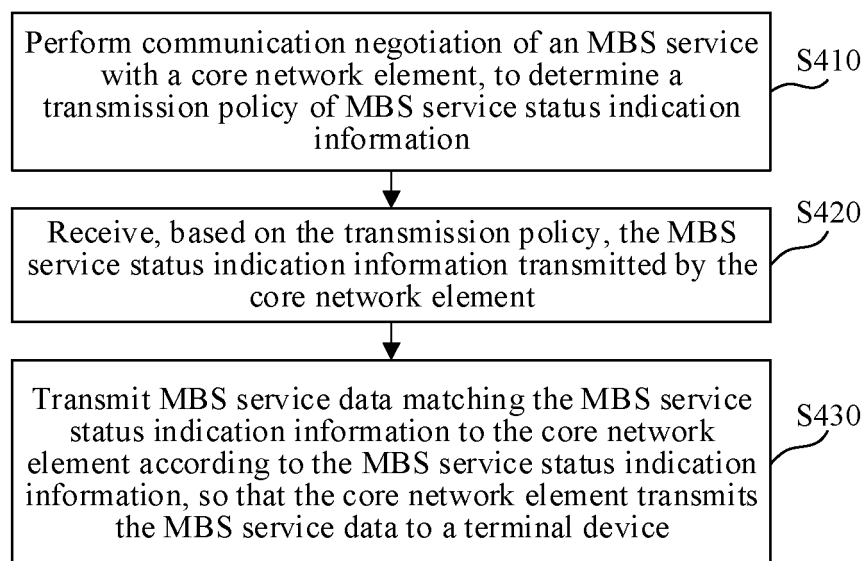 Perform communication negotiation of an MBS service
with a core network element, to determine a
transmission policy of MBS service status indication
information
S410
Receive, based on the transmission policy, the MBS
service status indication information transmitted by the
core network element
S420
Transmit MBS service data matching the MBS service
status indication information to the core network
element according to the MBS service status indication
information, so that the core network element transmits
the MBS service data to a terminal device
S430